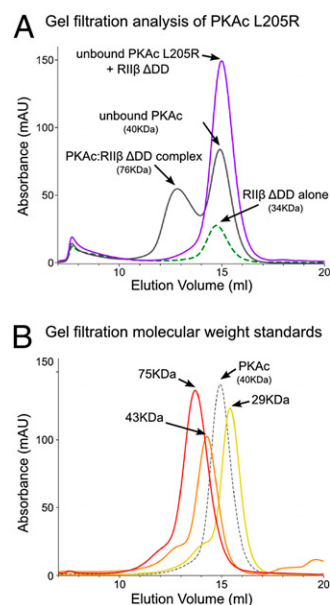 A Gel filtration analysis of PKAc L205R
unbound PKAc L205R
+ RIIβ ΔDD
unbound PKAc
(40KDa)
PKAc:RIIβ ΔDD complex
(76KDa)
RIIβ ΔDD alone
(34KDa)
Absorbance (mAU)
150
100
50
0
10 15 20
Elution Volume (ml)
B Gel filtration molecular weight standards
75KDa
PKAc
(40KDa)
43KDa
29KDa
Absorbance (mAU)
150
100
50
0
10 15 20
Elution Volume (ml)